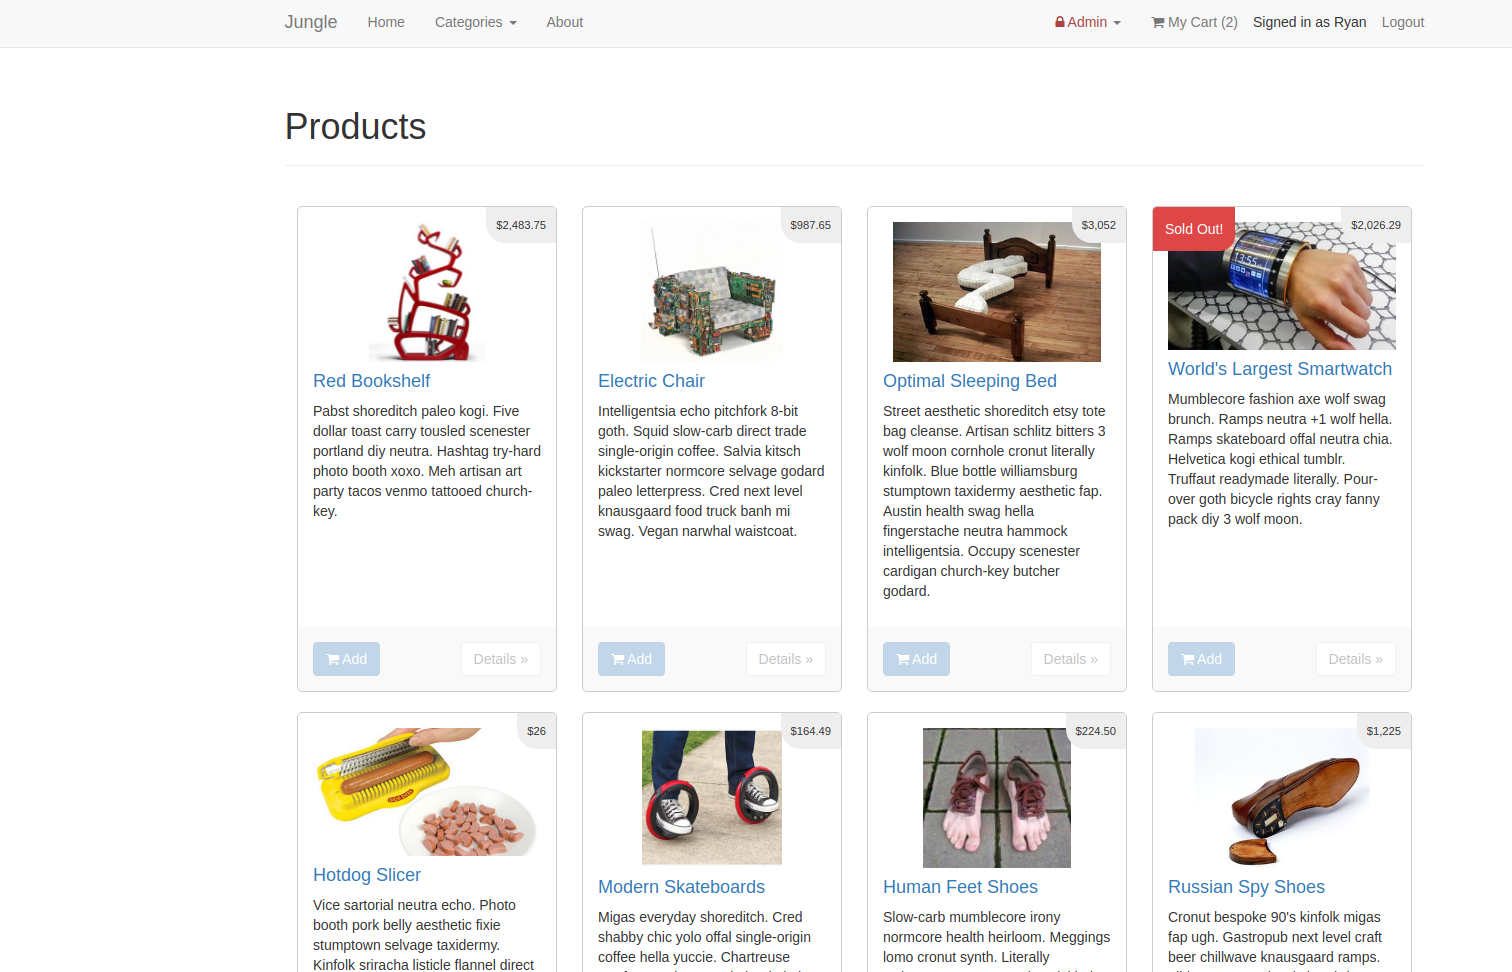 Jungle Home Categories About Admin My Cart (2) Signed in as Ryan Logout
Products
$2,483.75
Red Bookshelf
Pabst shoreditch paleo kogi. Five
dollar toast carry tousled scenester
portland diy neutra. Hashtag try-hard
photo booth xoxo. Meh artisan art
party tacos venmo tattooed church-
key.
Add Details »
$987.65
Electric Chair
Intelligentsia echo pitchfork 8-bit
goth. Squid slow-carb direct trade
single-origin coffee. Salvia kitsch
kickstarter normcore selvage godard
paleo letterpress. Cred next level
knausgaard food truck banh mi
swag. Vegan narwhal waistcoat.
Add Details »
$3,052
Optimal Sleeping Bed
Street aesthetic shoreditch etsy tote
bag cleanse. Artisan schlitz bitters 3
wolf moon cornhole cronut literally
kinfolk. Blue bottle williamsburg
stumptown taxidermy aesthetic fap.
Austin health swag hella
fingerstache neutra hammock
intelligentsia. Occupy scenester
cardigan church-key butcher
godard.
Add Details »
Sold Out! $2,026.29
13:55
World's Largest Smartwatch
Mumblecore fashion axe wolf swag
brunch. Ramps neutra +1 wolf hella.
Ramps skateboard offal neutra chia.
Helvetica kogi ethical tumblr.
Truffaut readymade literally. Pour-
over goth bicycle rights cray fanny
pack diy 3 wolf moon.
Add Details »
$26
Hotdog Slicer
Vice sartorial neutra echo. Photo
booth pork belly aesthetic fixie
stumptown selvage taxidermy.
Kinfolk sriracha listicle flannel direct
$164.49
Modern Skateboards
Migas everyday shoreditch. Cred
shabby chic yolo offal single-origin
coffee hella yuccie. Chartreuse
$224.50
Human Feet Shoes
Slow-carb mumblecore irony
normcore health heirloom. Meggings
lomo cronut synth. Literally
$1,225
Russian Spy Shoes
Cronut bespoke 90's kinfolk migas
fap ugh. Gastropub next level craft
beer chillwave knausgaard ramps.